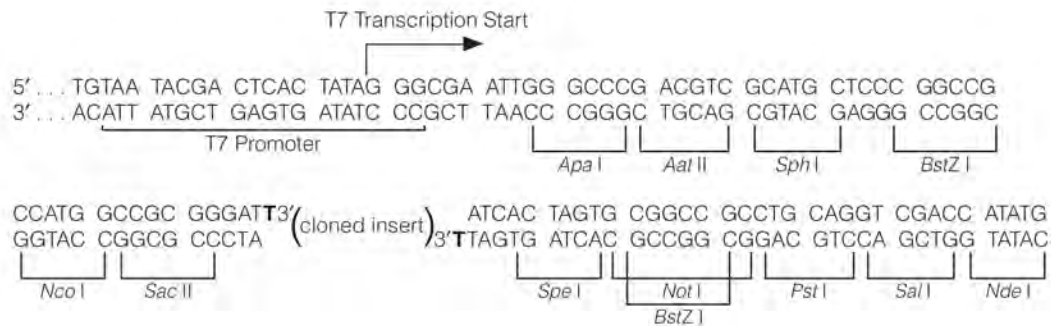 T7 Transcription Start
5′ . . . TGTAA TACGA CTCAC TATAG GGCGA ATTGG GCCCG ACGTC GCATG CTCCC GGCCG
3′ . . . ACATT ATGCT GAGTG ATATC CCGCT TAACC CGGGC TGCAG CGTAC GAGGG CCGGC
T7 Promoter
Apa I Aat II Sph I BstZ I
CCATG GCCGC GGGATT3′ (cloned insert) ATCAC TAGTG CGGCC GCCTG CAGGT CGACC ATATG
GGTAC CGGCG CCCTA 3′TTAGTG ATCAC GCCGG CGGAC GTCCA GCTGG TATAC
Nco I Sac II Spe I Not I Pst I Sal I Nde I
BstZ I